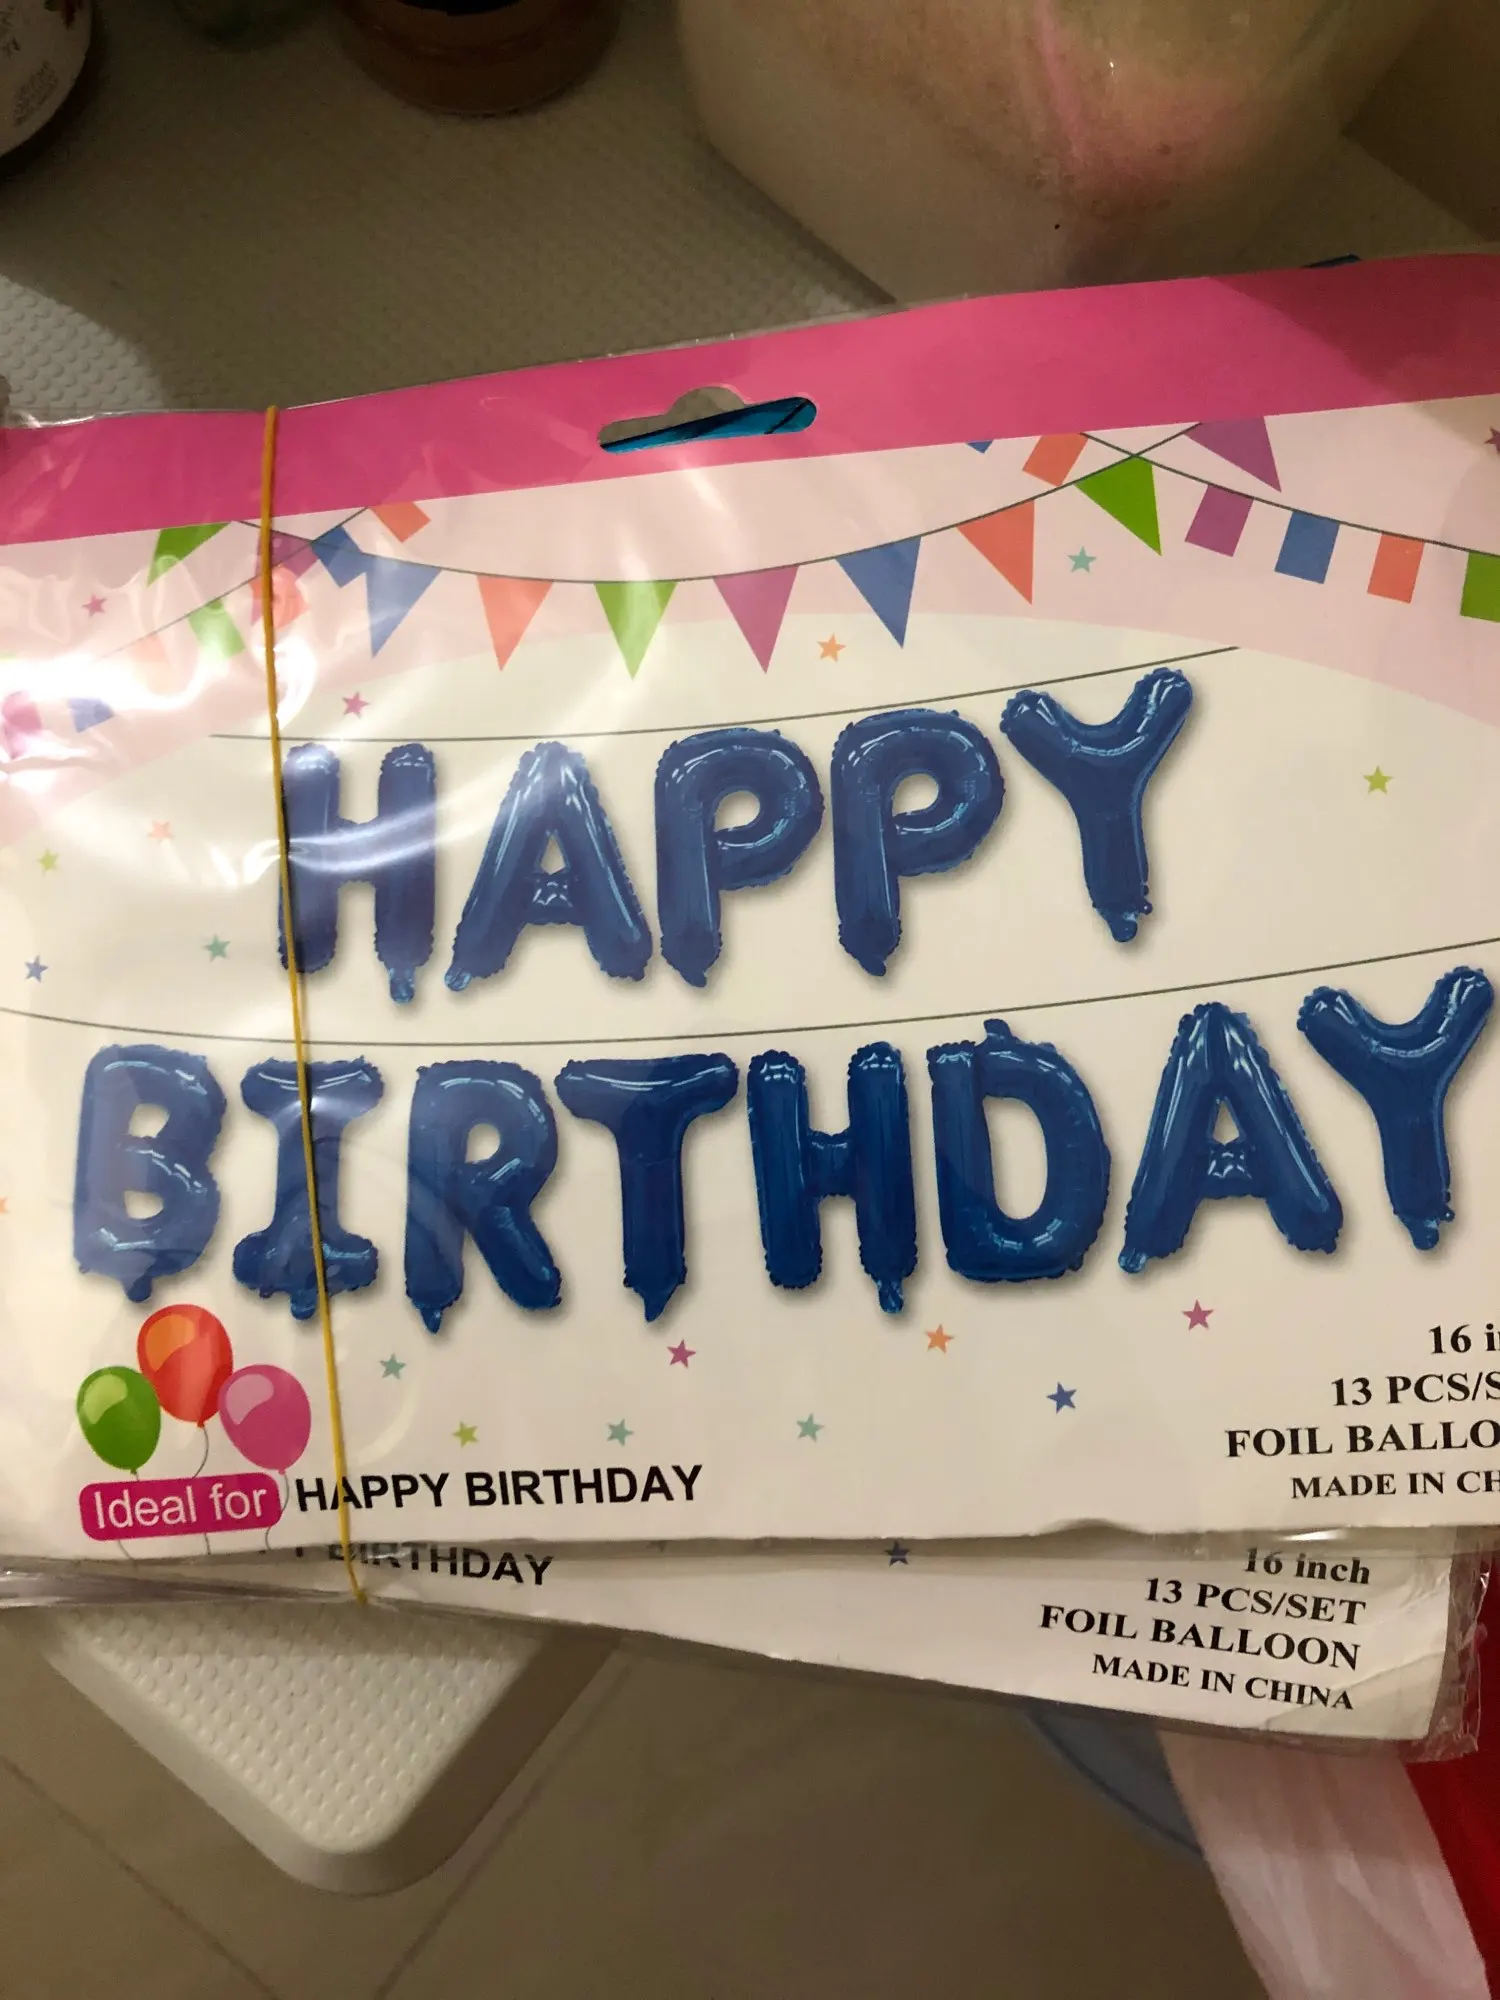 HAPPY
BIRTHDAY
16 i
13 PCS/S
FOIL BALLO
MADE IN CH
Ideal for HAPPY BIRTHDAY
BIRTHDAY
16 inch
13 PCS/SET
FOIL BALLOON
MADE IN CHINA